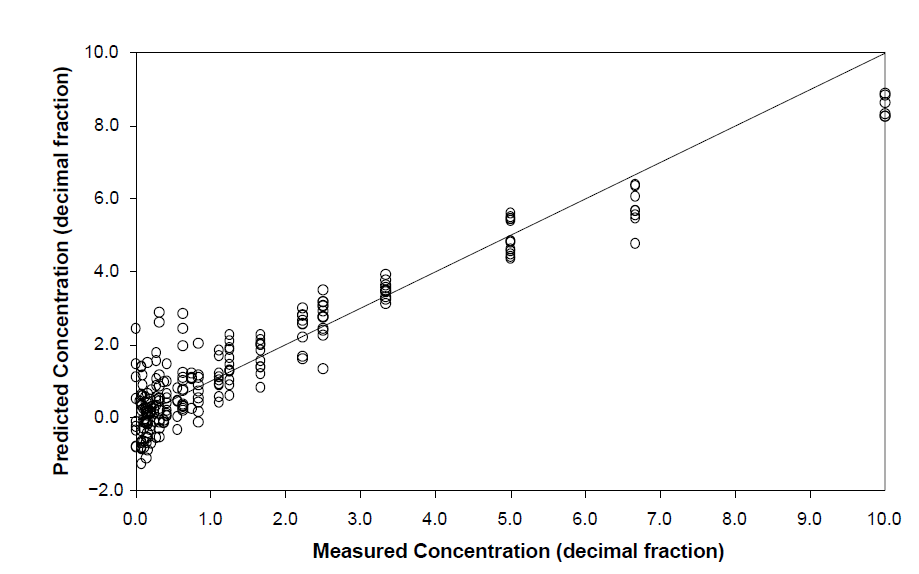 Predicted Concentration (decimal fraction)
10.0
8.0
6.0
4.0
2.0
0.0
−2.0
0.0 1.0 2.0 3.0 4.0 5.0 6.0 7.0 8.0 9.0 10.0
Measured Concentration (decimal fraction)